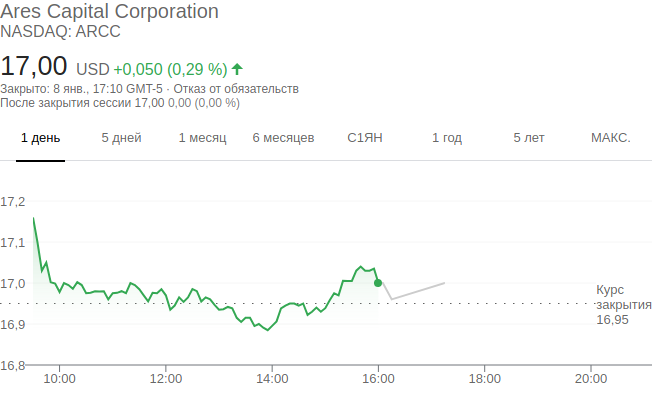 Ares Capital Corporation
NASDAQ: ARCC
17,00 USD +0,050 (0,29 %)
Закрыто: 8 янв., 17:10 GMT-5 · Отказ от обязательств
После закрытия сессии 17,00 0,00 (0,00 %)
1 день 5 дней 1 месяц 6 месяцев С1ЯН 1 год 5 лет МАКС.
17,2
17,1
17,0
Курс
закрытия
16,95
16,9
16,8
10:00 12:00 14:00 16:00 18:00 20:00